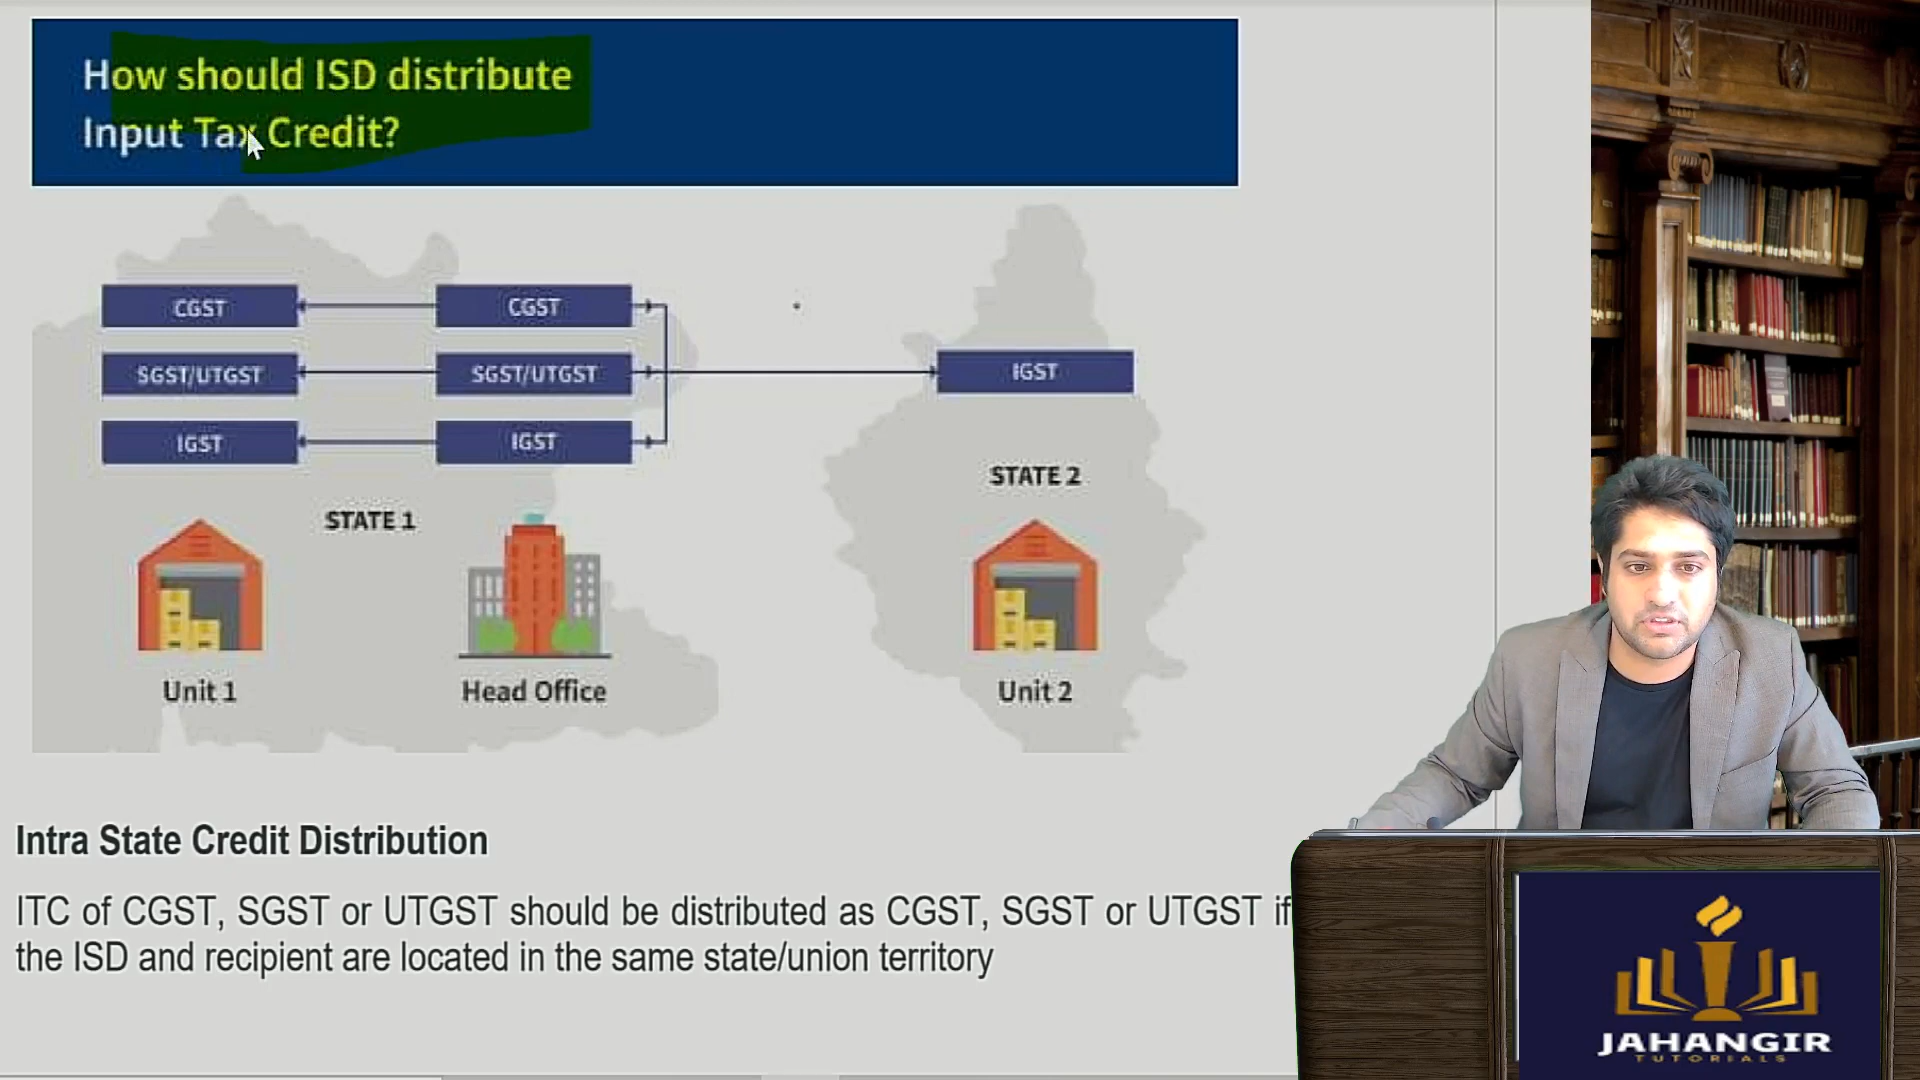 How should ISD distribute
Input Tax Credit?
CGST
CGST
SGST/UTGST
SGST/UTGST
IGST
IGST
IGST
STATE 1
STATE 2
Unit 1
Head Office
Unit 2
Intra State Credit Distribution
ITC of CGST, SGST or UTGST should be distributed as CGST, SGST or UTGST if
the ISD and recipient are located in the same state/union territory
JAHANGIR
TUTORIALS